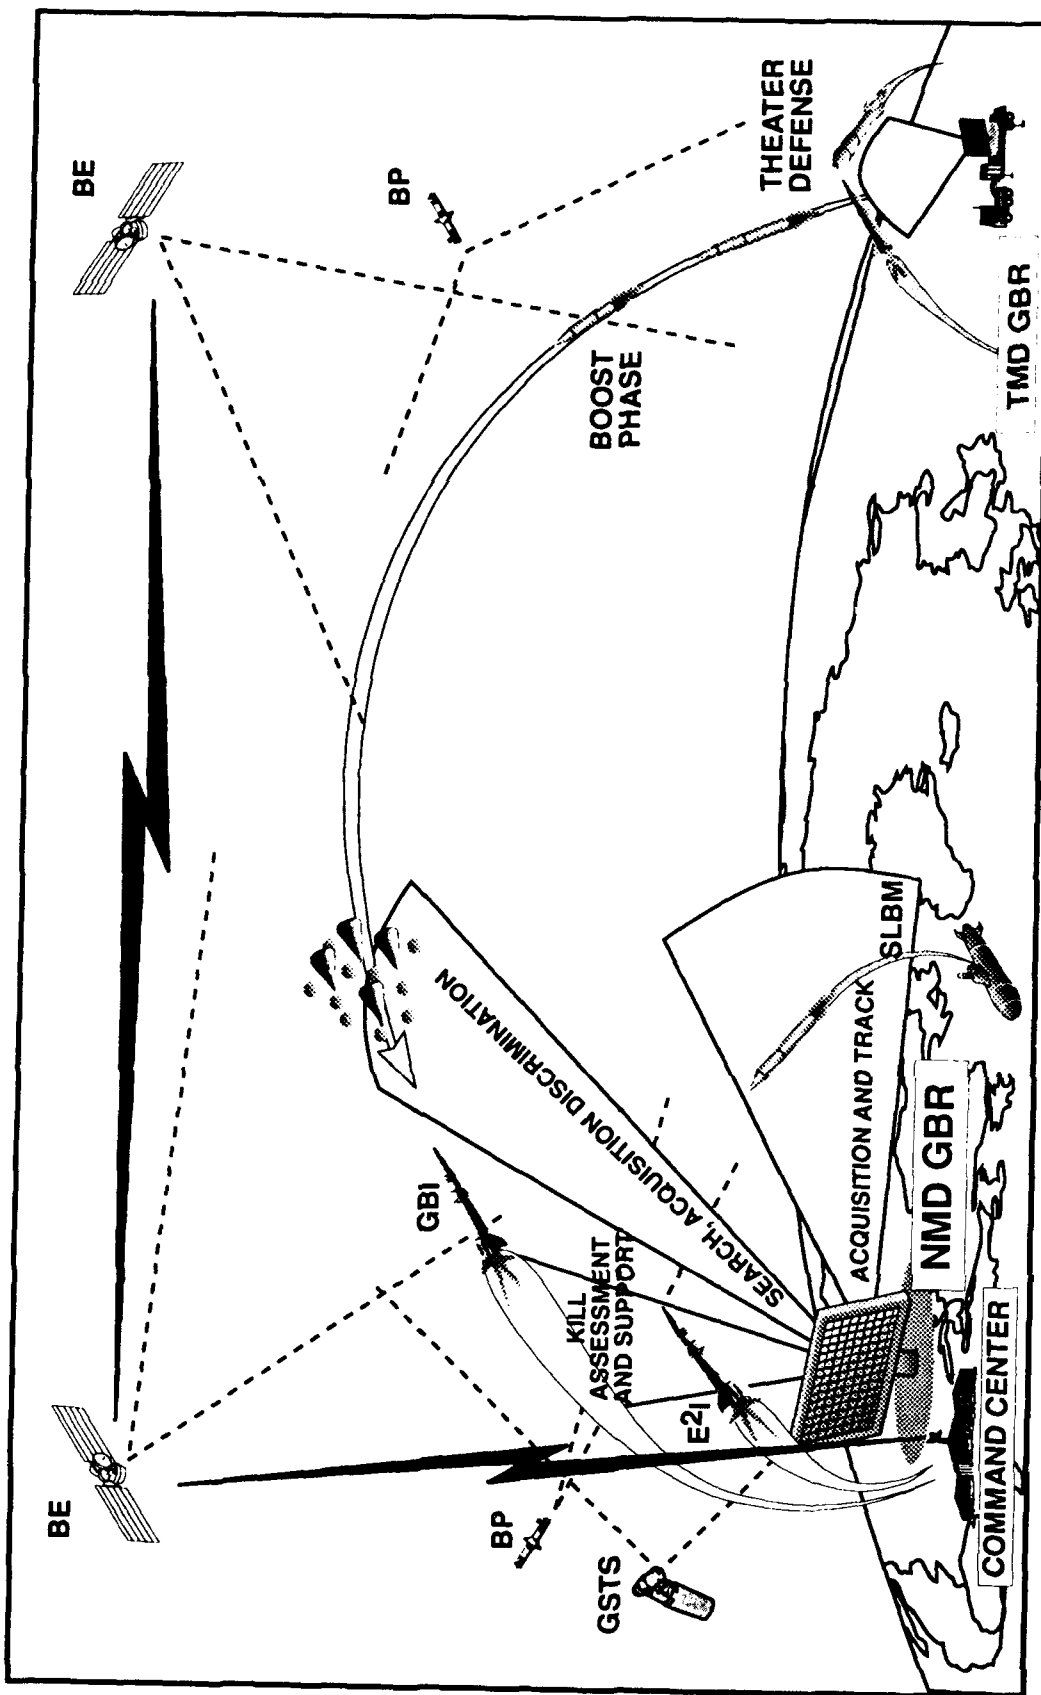 BE
BE
BP
GSTS
BP
GBI
KILL
ASSESSMENT
AND SUPPORT
E²I
SEARCH, ACQUISITION DISCRIMINATION
BOOST
PHASE
THEATER
DEFENSE
ACQUISITION AND TRACK
SLBM
NMD GBR
COMMAND CENTER
TMD GBR